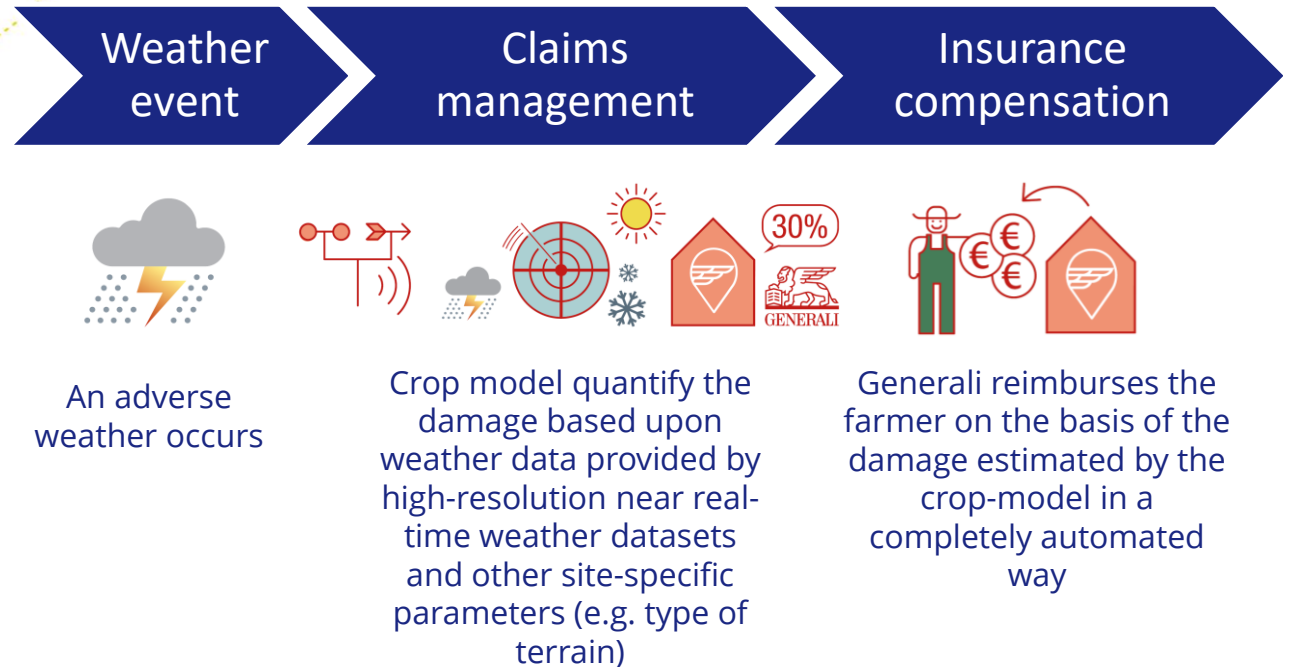 Weather
event
Claims
management
Insurance
compensation
30%
GENERALI
€
€
€
An adverse
weather occurs
Crop model quantify the
damage based upon
weather data provided by
high-resolution near real-
time weather datasets
and other site-specific
parameters (e.g. type of
terrain)
Generali reimburses the
farmer on the basis of the
damage estimated by the
crop-model in a
completely automated
way